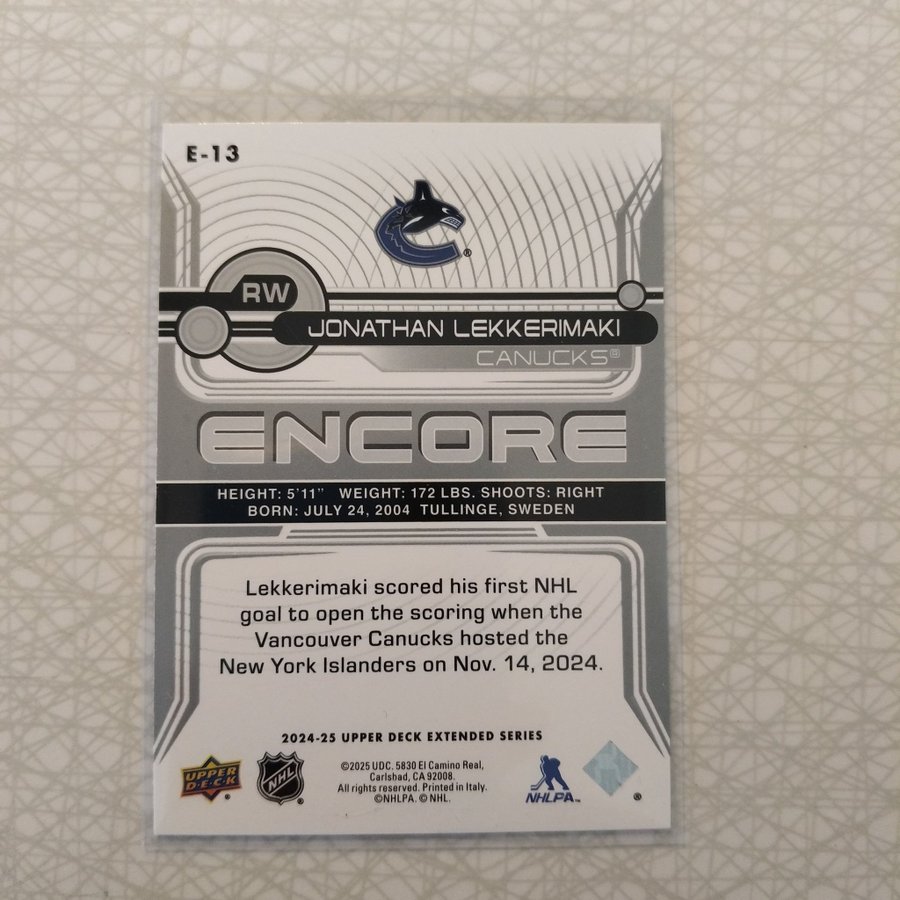 E-13
RW
JONATHAN LEKKERIMAKI
CANUCKS®
ENCORE
HEIGHT: 5'11" WEIGHT: 172 LBS. SHOOTS: RIGHT
BORN: JULY 24, 2004 TULLINGE, SWEDEN
Lekkerimaki scored his first NHL
goal to open the scoring when the
Vancouver Canucks hosted the
New York Islanders on Nov. 14, 2024.
2024-25 UPPER DECK EXTENDED SERIES
UPPER DECK ®
NHL ®
©2025 UDC. 5830 El Camino Real,
Carlsbad, CA 92008.
All rights reserved. Printed in Italy.
©NHLPA. © NHL.
NHLPA
®